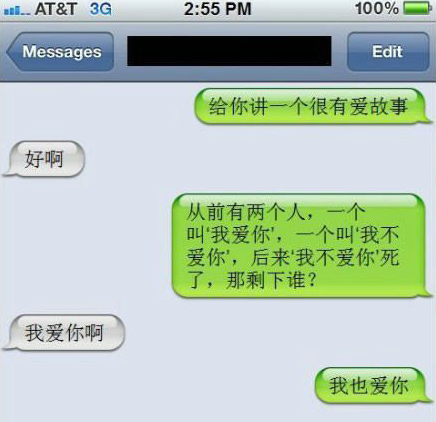 AT&T 3G 2:55 PM 100%
Messages Edit
给你讲一个很有爱故事
好啊
从前有两个人，一个
叫‘我爱你’，一个叫‘我不
爱你’，后来‘我不爱你’死
了，那剩下谁？
我爱你啊
我也爱你